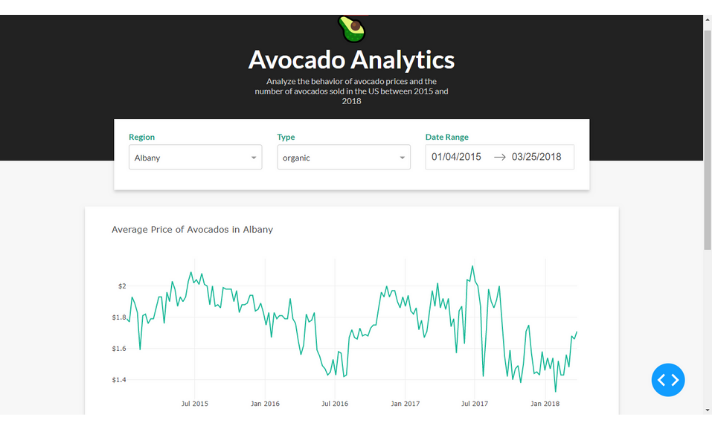 Avocado Analytics
Analyze the behavior of avocado prices and the
number of avocados sold in the US between 2015 and
2018
Region
Type
Date Range
Albany
organic
01/04/2015 → 03/25/2018
Average Price of Avocados in Albany
$2
$1.8
$1.6
$1.4
Jul 2015
Jan 2016
Jul 2016
Jan 2017
Jul 2017
Jan 2018